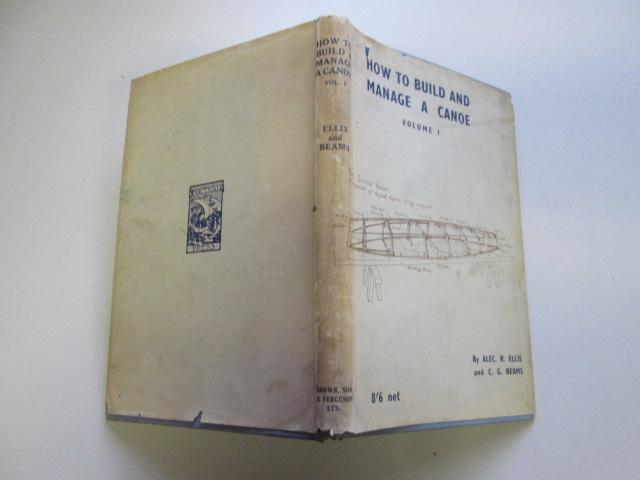 HOW TO
BUILD &
MANAGE
A CANOE
VOL. I
ELLIS
and
BEAMS
BROWN, SON
& FERGUSON
LTD.
HOW TO BUILD AND
MANAGE A CANOE
VOLUME I
By ALEC. R. ELLIS
and C. G. BEAMS
8/6 net
PRESS